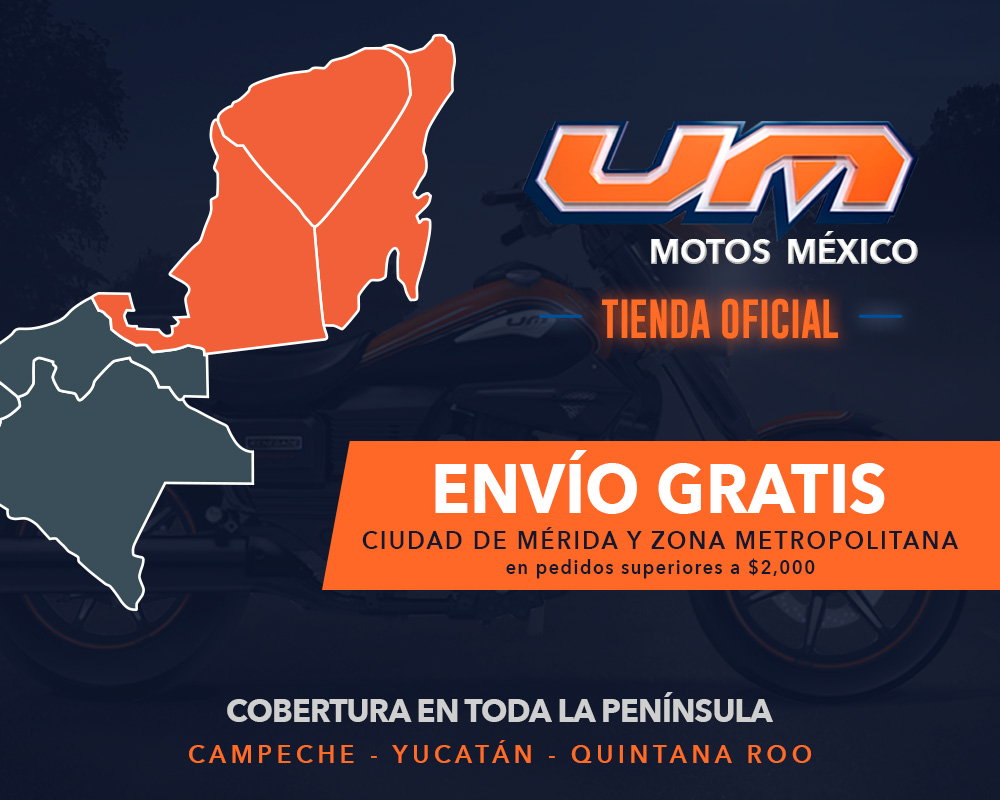 UM
MOTOS MÉXICO
TIENDA OFICIAL
UM
ENVÍO GRATIS
CIUDAD DE MÉRIDA Y ZONA METROPOLITANA
en pedidos superiores a $2,000
COBERTURA EN TODA LA PENÍNSULA
CAMPECHE - YUCATÁN - QUINTANA ROO